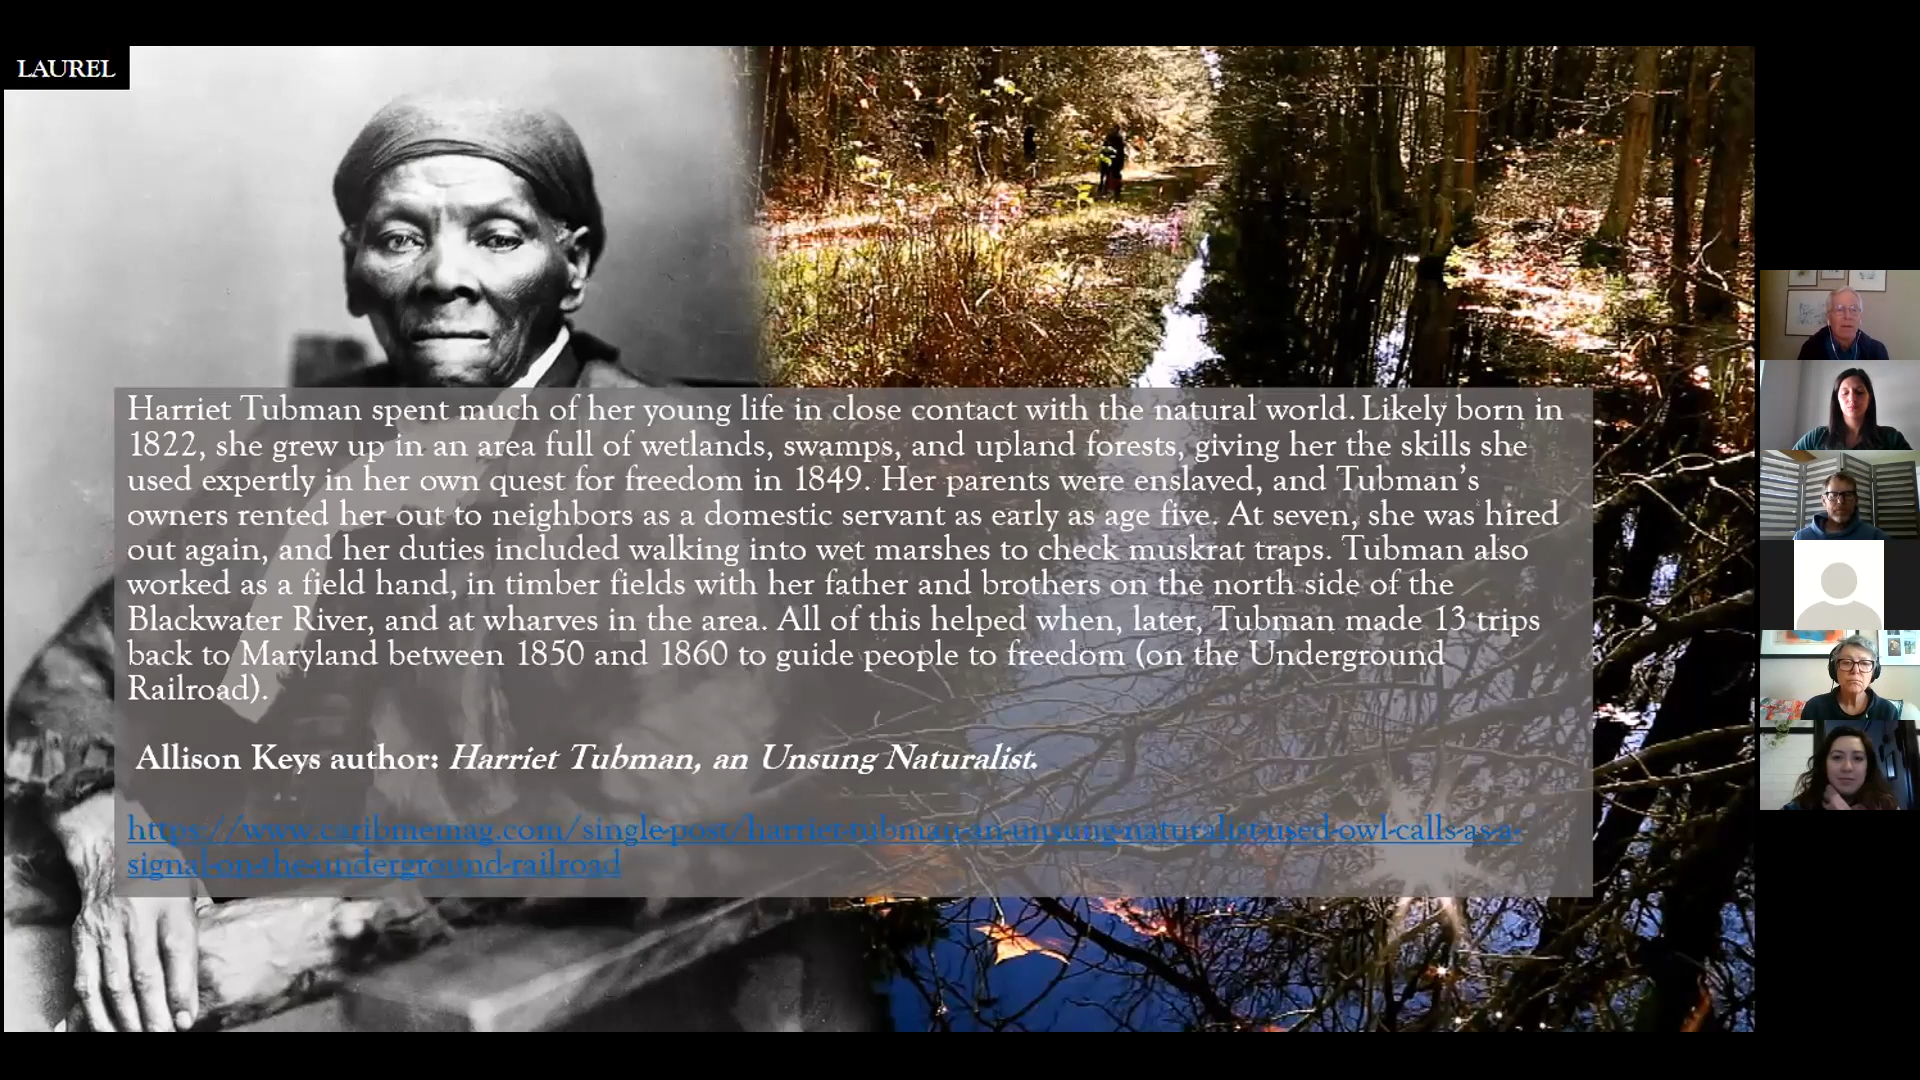 LAUREL
Harriet Tubman spent much of her young life in close contact with the natural world. Likely born in
1822, she grew up in an area full of wetlands, swamps, and upland forests, giving her the skills she
used expertly in her own quest for freedom in 1849. Her parents were enslaved, and Tubman’s
owners rented her out to neighbors as a domestic servant as early as age five. At seven, she was hired
out again, and her duties included walking into wet marshes to check muskrat traps. Tubman also
worked as a field hand, in timber fields with her father and brothers on the north side of the
Blackwater River, and at wharves in the area. All of this helped when, later, Tubman made 13 trips
back to Maryland between 1850 and 1860 to guide people to freedom (on the Underground
Railroad).
Allison Keys author: Harriet Tubman, an Unsung Naturalist.
https://www.caribmemag.com/single-post/harriet-tubman-an-unsung-naturalist-used-owl-calls-as-a-
signal-on-the-underground-railroad